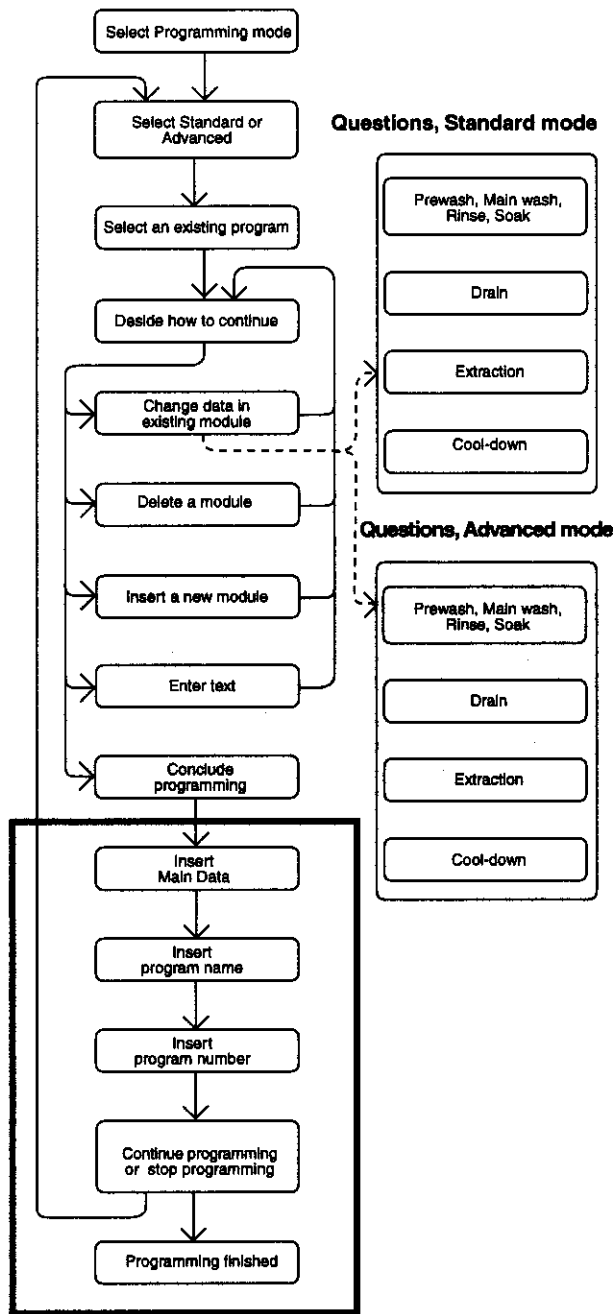 Select Programming mode
Select Standard or
Advanced
Select an existing program
Deside how to continue
Change data in
existing module
Delete a module
Insert a new module
Enter text
Conclude
programming
Insert
Main Data
Insert
program name
Insert
program number
Continue programming
or stop programming
Programming finished
Questions, Standard mode
Prewash, Main wash,
Rinse, Soak
Drain
Extraction
Cool-down
Questions, Advanced mode
Prewash, Main wash,
Rinse, Soak
Drain
Extraction
Cool-down